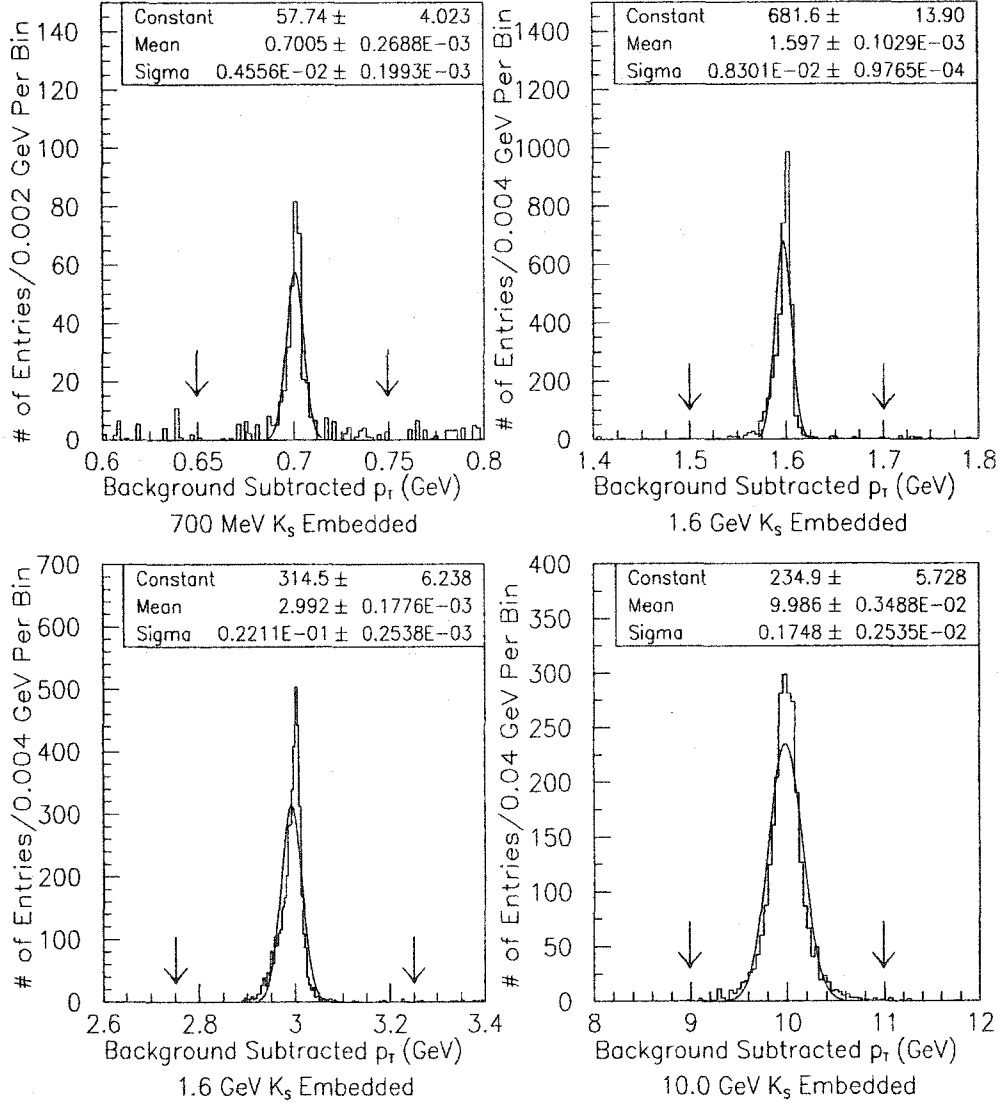 Constant 57.74 ± 4.023
Mean 0.7005 ± 0.2688E−03
Sigma 0.4556E−02 ± 0.1993E−03
# of Entries/0.002 GeV Per Bin
140
120
100
80
60
40
20
0
0.6 0.65 0.7 0.75 0.8
Background Subtracted p_T (GeV)
700 MeV K_S Embedded
Constant 681.6 ± 13.90
Mean 1.597 ± 0.1029E−03
Sigma 0.8301E−02 ± 0.9765E−04
# of Entries/0.004 GeV Per Bin
1400
1200
1000
800
600
400
200
0
1.4 1.5 1.6 1.7 1.8
Background Subtracted p_T (GeV)
1.6 GeV K_S Embedded
Constant 314.5 ± 6.238
Mean 2.992 ± 0.1776E−03
Sigma 0.2211E−01 ± 0.2538E−03
# of Entries/0.004 GeV Per Bin
700
600
500
400
300
200
100
0
2.6 2.8 3 3.2 3.4
Background Subtracted p_T (GeV)
1.6 GeV K_S Embedded
Constant 234.9 ± 5.728
Mean 9.986 ± 0.3488E−02
Sigma 0.1748 ± 0.2535E−02
# of Entries/0.04 GeV Per Bin
400
350
300
250
200
150
100
50
0
8 9 10 11 12
Background Subtracted p_T (GeV)
10.0 GeV K_S Embedded